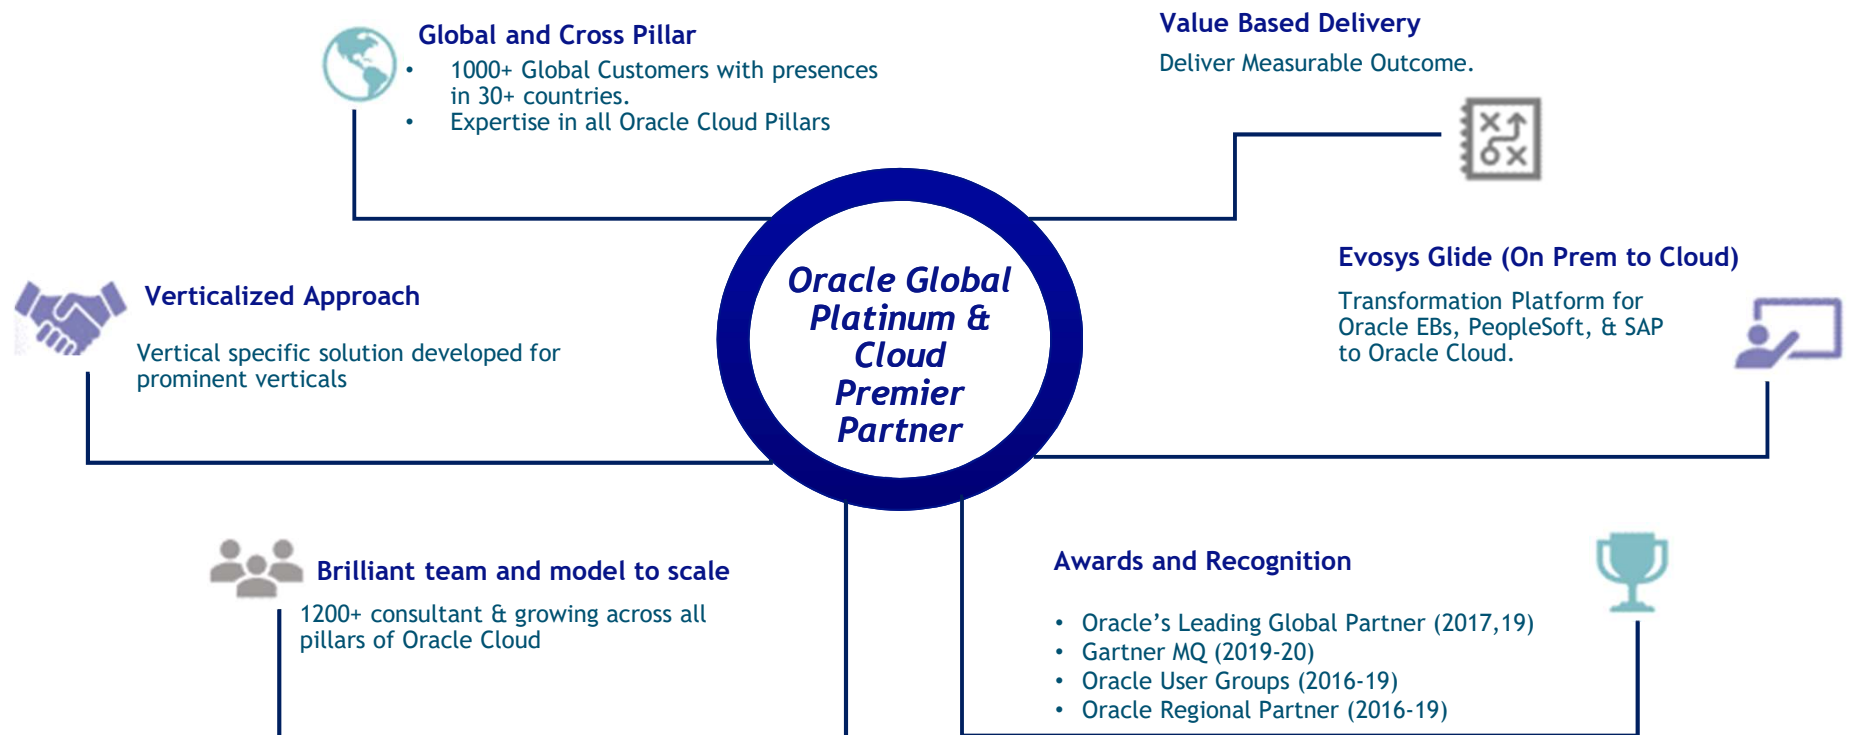 Global and Cross Pillar
• 1000+ Global Customers with presences
in 30+ countries.
• Expertise in all Oracle Cloud Pillars
Value Based Delivery
Deliver Measurable Outcome.
Oracle Global
Platinum &
Cloud
Premier
Partner
Verticalized Approach
Vertical specific solution developed for
prominent verticals
Evosys Glide (On Prem to Cloud)
Transformation Platform for
Oracle EBs, PeopleSoft, & SAP
to Oracle Cloud.
Brilliant team and model to scale
1200+ consultant & growing across all
pillars of Oracle Cloud
Awards and Recognition
• Oracle’s Leading Global Partner (2017,19)
• Gartner MQ (2019-20)
• Oracle User Groups (2016-19)
• Oracle Regional Partner (2016-19)